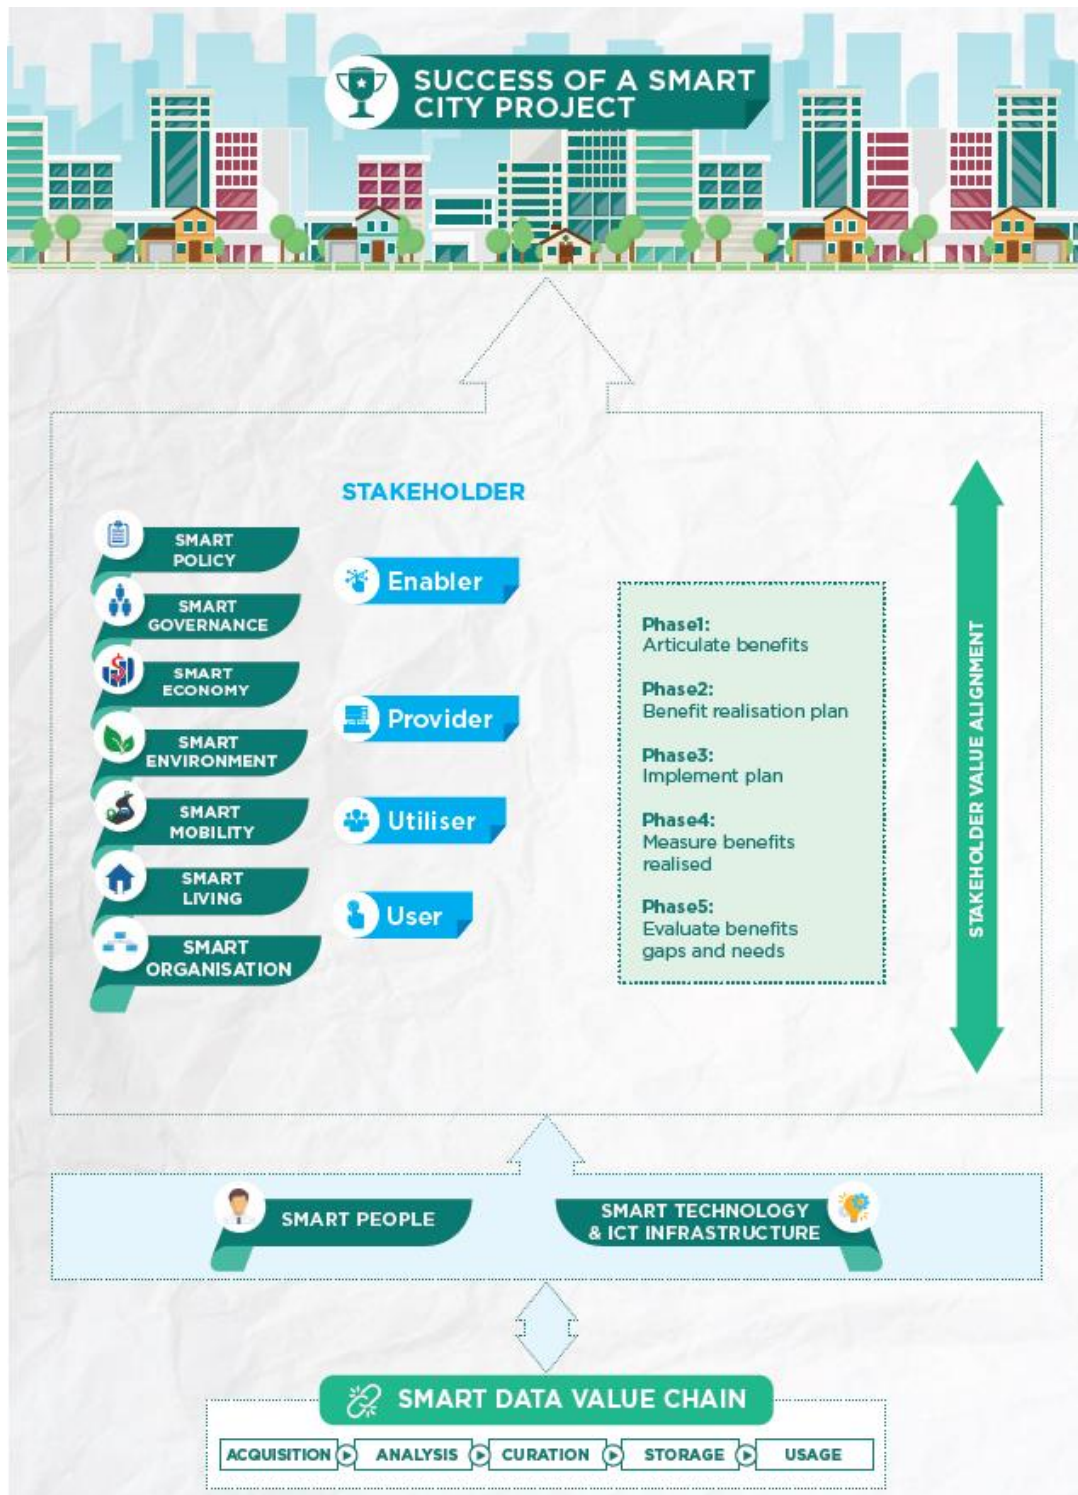 SUCCESS OF A SMART
CITY PROJECT
STAKEHOLDER
SMART
POLICY
SMART
GOVERNANCE
SMART
ECONOMY
SMART
ENVIRONMENT
SMART
MOBILITY
SMART
LIVING
SMART
ORGANISATION
Enabler
Provider
Utiliser
User
Phase1:
Articulate benefits
Phase2:
Benefit realisation plan
Phase3:
Implement plan
Phase4:
Measure benefits
realised
Phase5:
Evaluate benefits
gaps and needs
STAKEHOLDER VALUE ALIGNMENT
SMART PEOPLE
SMART TECHNOLOGY
& ICT INFRASTRUCTURE
SMART DATA VALUE CHAIN
ACQUISITION
ANALYSIS
CURATION
STORAGE
USAGE